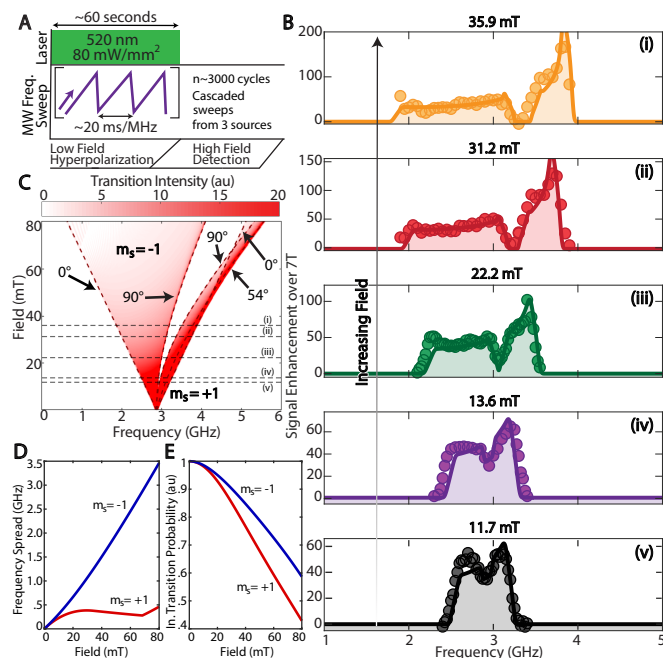 A
~60 seconds
Laser
520 nm
80 mW/mm²
MW Freq.
Sweep
n~3000 cycles
Cascaded
sweeps
from 3 sources
~20 ms/MHz
Low Field
Hyperpolarization
High Field
Detection
C
Transition Intensity (au)
0 10 20
80
60
40
20
Field (mT)
m_s = -1
m_s = +1
0°
90°
90°
0°
54°
(i)
(ii)
(iii)
(iv)
(v)
0 1 2 3 4 5 6
Frequency (GHz)
D
Frequency Spread (GHz)
3.5
3.0
2.5
2.0
1.5
1.0
.5
0
m_s = -1
m_s = +1
0 20 40 60 80
Field (mT)
E
In. Transition Probability (au)
1
.9
.8
.7
.6
.5
.4
m_s = -1
m_s = +1
0 20 40 60 80
Field (mT)
B
Signal Enhancement over 7T
Increasing Field
35.9 mT
(i)
200
100
0
31.2 mT
(ii)
150
100
50
0
22.2 mT
(iii)
100
50
0
13.6 mT
(iv)
60
40
20
0
11.7 mT
(v)
60
40
20
0
1 2 3 4 5
Frequency (GHz)